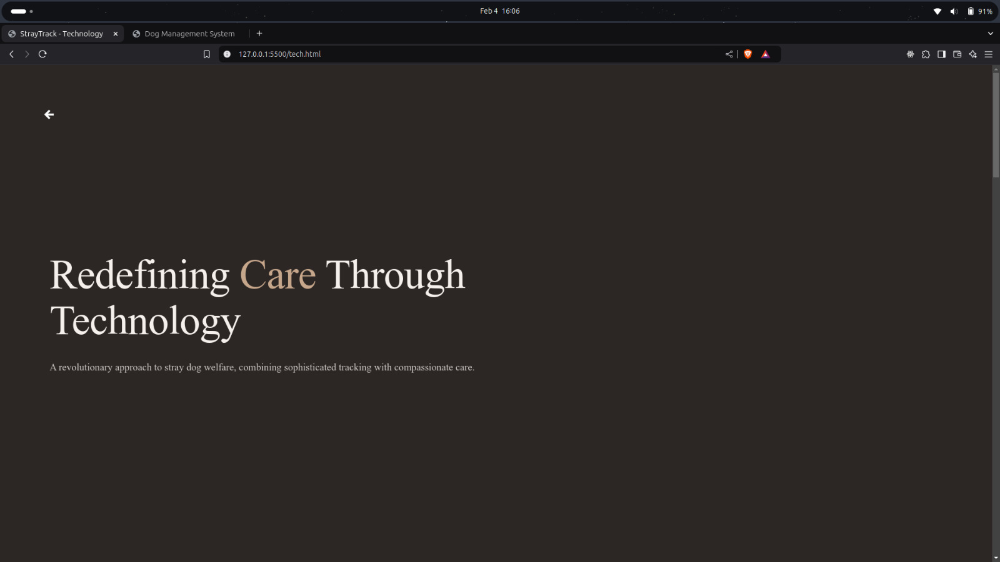 Feb 4 16:06
91%
StrayTrack - Technology
Dog Management System
127.0.0.1:5500/tech.html
Redefining Care Through
Technology
A revolutionary approach to stray dog welfare, combining sophisticated tracking with compassionate care.